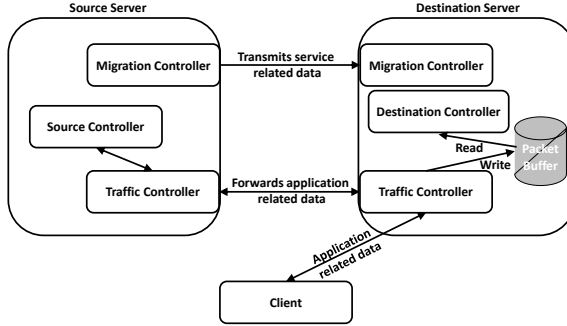 Source Server
Destination Server
Migration Controller
Transmits service
related data
Migration Controller
Destination Controller
Source Controller
Read
Packet
Buffer
Write
Traffic Controller
Forwards application
related data
Traffic Controller
Application
related data
Client